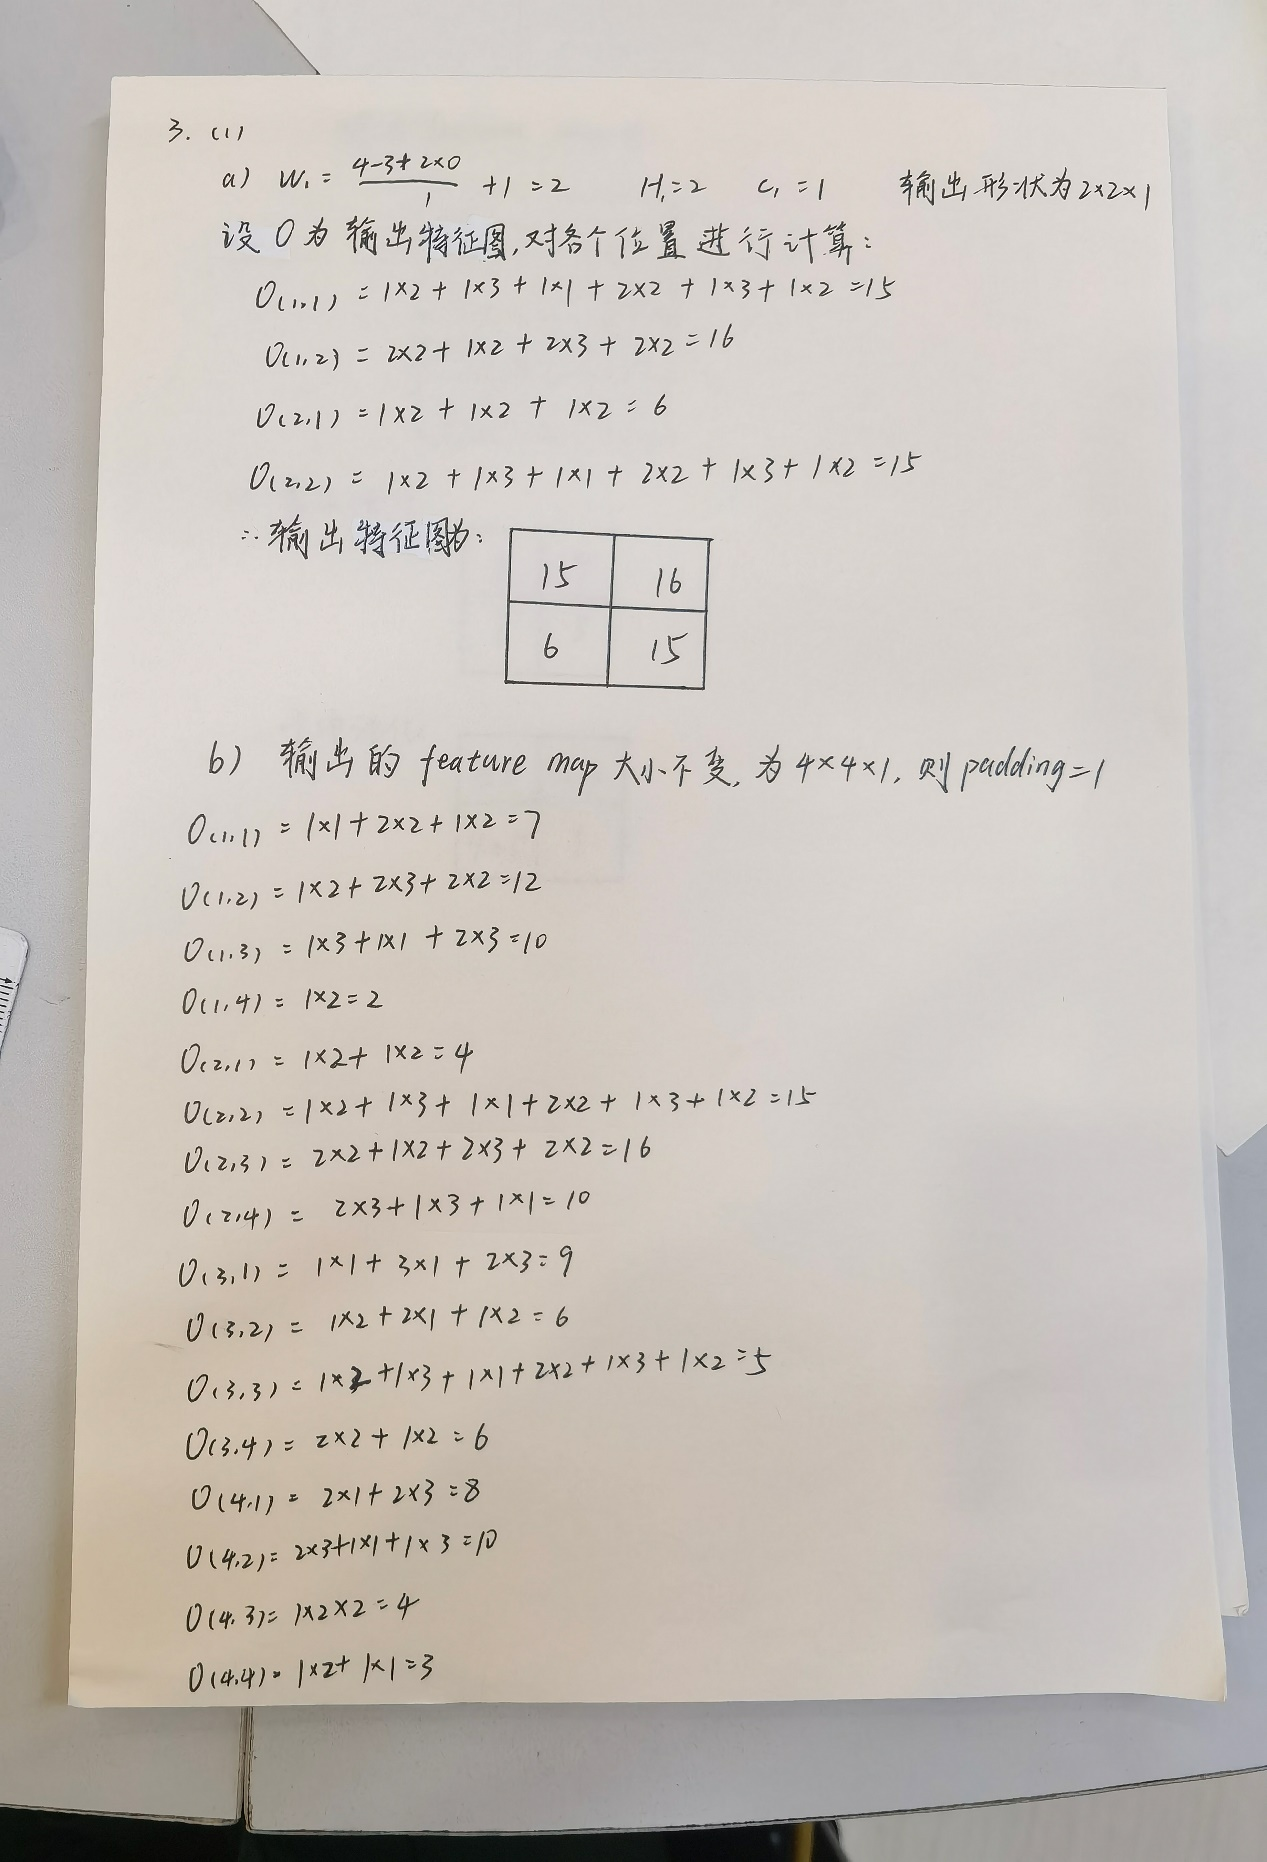 3. (1)
a) W₁ = (4-3+2×0)/1 +1 = 2 H₁=2 C₁=1 输出形状为2×2×1
设O为输出特征图,对各个位置进行计算:
O(1,1) = 1×2 + 1×3 + 1×1 + 2×2 + 1×3 + 1×2 = 15
O(1,2) = 2×2 + 1×2 + 2×3 + 2×2 = 16
O(2,1) = 1×2 + 1×2 + 1×2 = 6
O(2,2) = 1×2 + 1×3 + 1×1 + 2×2 + 1×3 + 1×2 = 15
∴输出特征图为:
15 16
6 15
b) 输出的 feature map 大小不变, 为4×4×1, 则padding=1
O(1,1) = 1×1 + 2×2 + 1×2 = 7
O(1,2) = 1×2 + 2×3 + 2×2 = 12
O(1,3) = 1×3 + 1×1 + 2×3 = 10
O(1,4) = 1×2 = 2
O(2,1) = 1×2 + 1×2 = 4
O(2,2) = 1×2 + 1×3 + 1×1 + 2×2 + 1×3 + 1×2 = 15
O(2,3) = 2×2 + 1×2 + 2×3 + 2×2 = 16
O(2,4) = 2×3 + 1×3 + 1×1 = 10
O(3,1) = 1×1 + 3×1 + 2×3 = 9
O(3,2) = 1×2 + 2×1 + 1×2 = 6
O(3,3) = 1×2 + 1×3 + 1×1 + 2×2 + 1×3 + 1×2 = 5
O(3,4) = 2×2 + 1×2 = 6
O(4,1) = 2×1 + 2×3 = 8
O(4,2) = 2×3 + 1×1 + 1×3 = 10
O(4,3) = 1×2×2 = 4
O(4,4) = 1×2 + 1×1 = 3